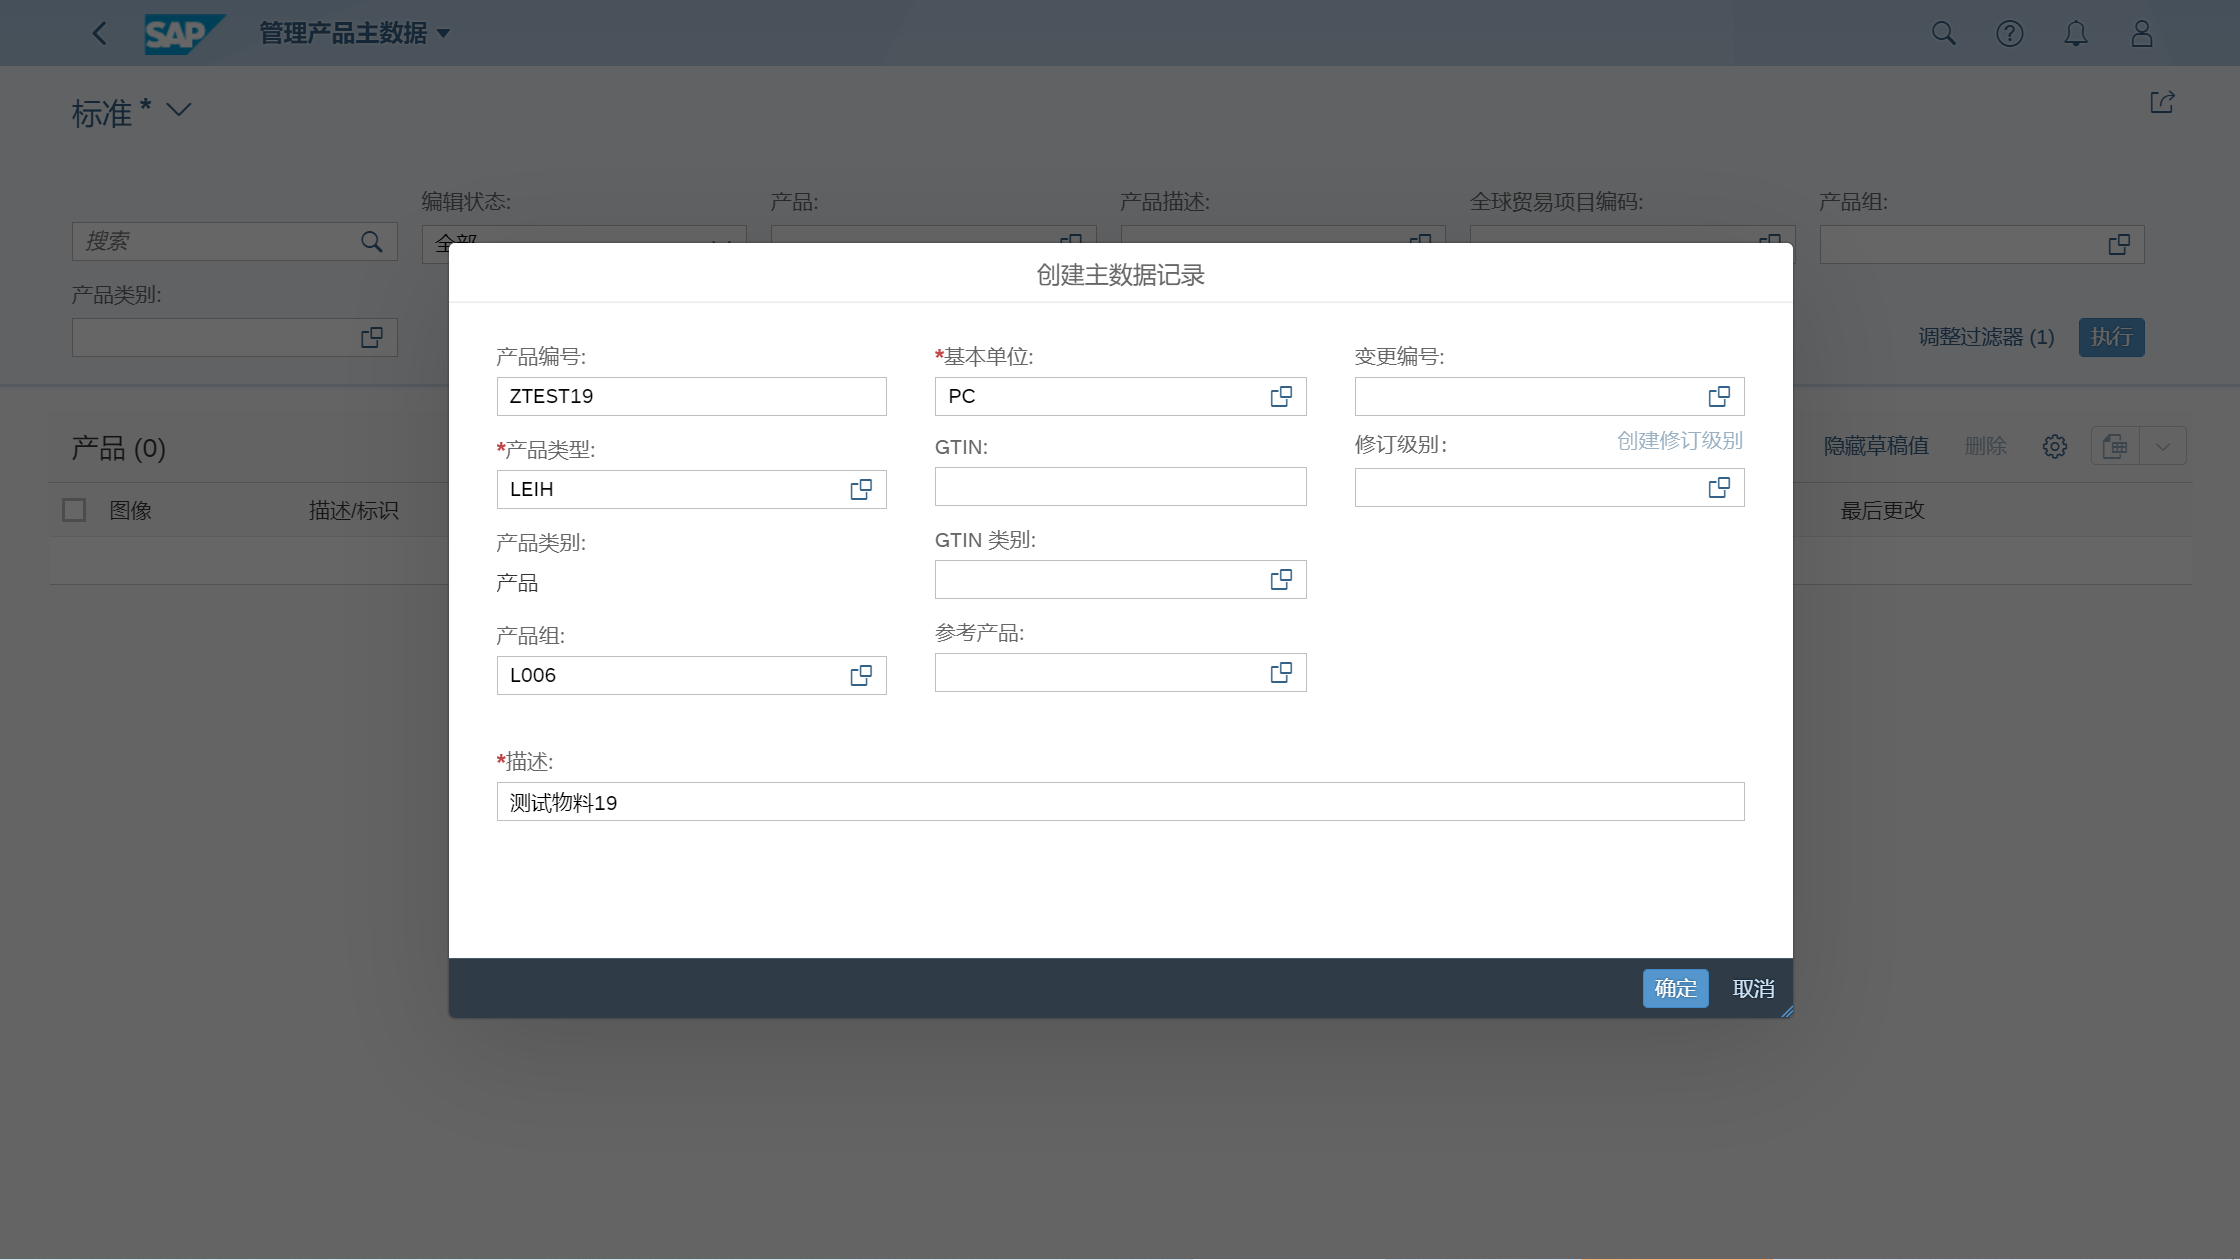 SAP 管理产品主数据
标准 *
编辑状态: 产品: 产品描述: 全球贸易项目编码: 产品组:
搜索 全部
产品类别:
调整过滤器 (1) 执行
产品 (0) 隐藏草稿值 删除
图像 描述/标识 最后更改
创建主数据记录
产品编号: *基本单位: 变更编号:
ZTEST19 PC
*产品类型: GTIN: 修订级别: 创建修订级别
LEIH
产品类别: GTIN 类别:
产品
产品组: 参考产品:
L006
*描述:
测试物料19
确定 取消